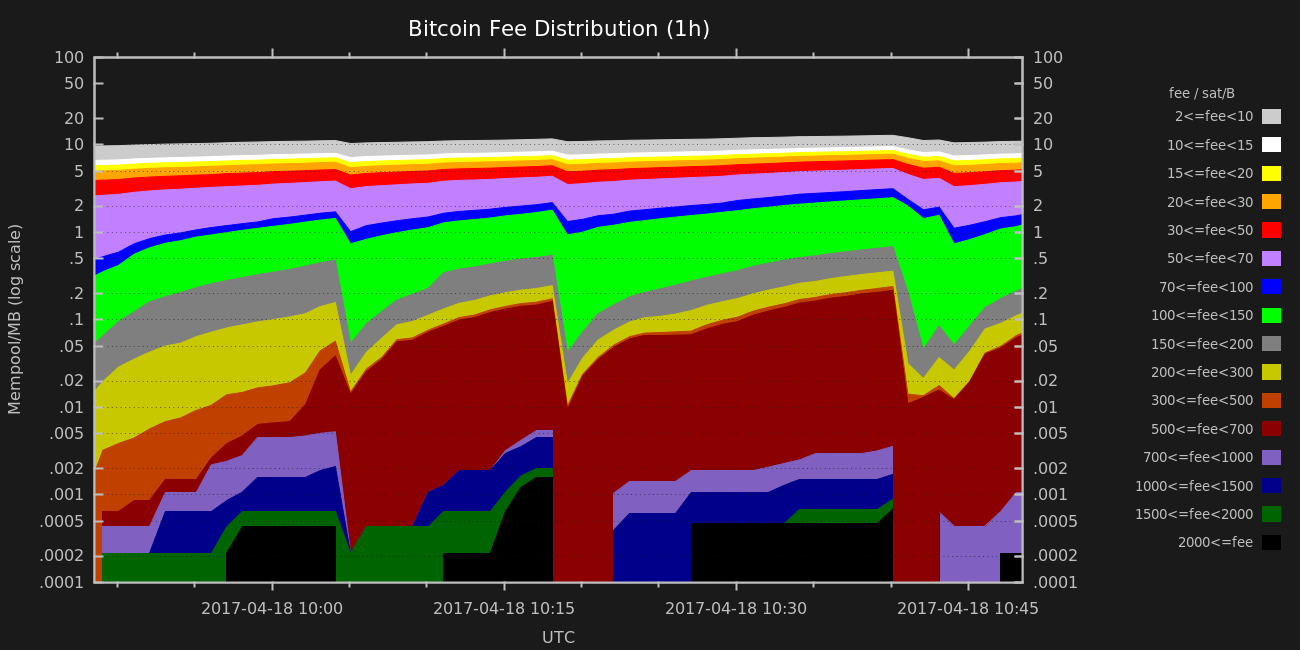 Bitcoin Fee Distribution (1h)
Mempool/MB (log scale)
100
50
20
10
5
2
1
.5
.2
.1
.05
.02
.01
.005
.002
.001
.0005
.0002
.0001
100
50
20
10
5
2
1
.5
.2
.1
.05
.02
.01
.005
.002
.001
.0005
.0002
.0001
2017-04-18 10:00
2017-04-18 10:15
2017-04-18 10:30
2017-04-18 10:45
UTC
fee / sat/B
2<=fee<10
10<=fee<15
15<=fee<20
20<=fee<30
30<=fee<50
50<=fee<70
70<=fee<100
100<=fee<150
150<=fee<200
200<=fee<300
300<=fee<500
500<=fee<700
700<=fee<1000
1000<=fee<1500
1500<=fee<2000
2000<=fee